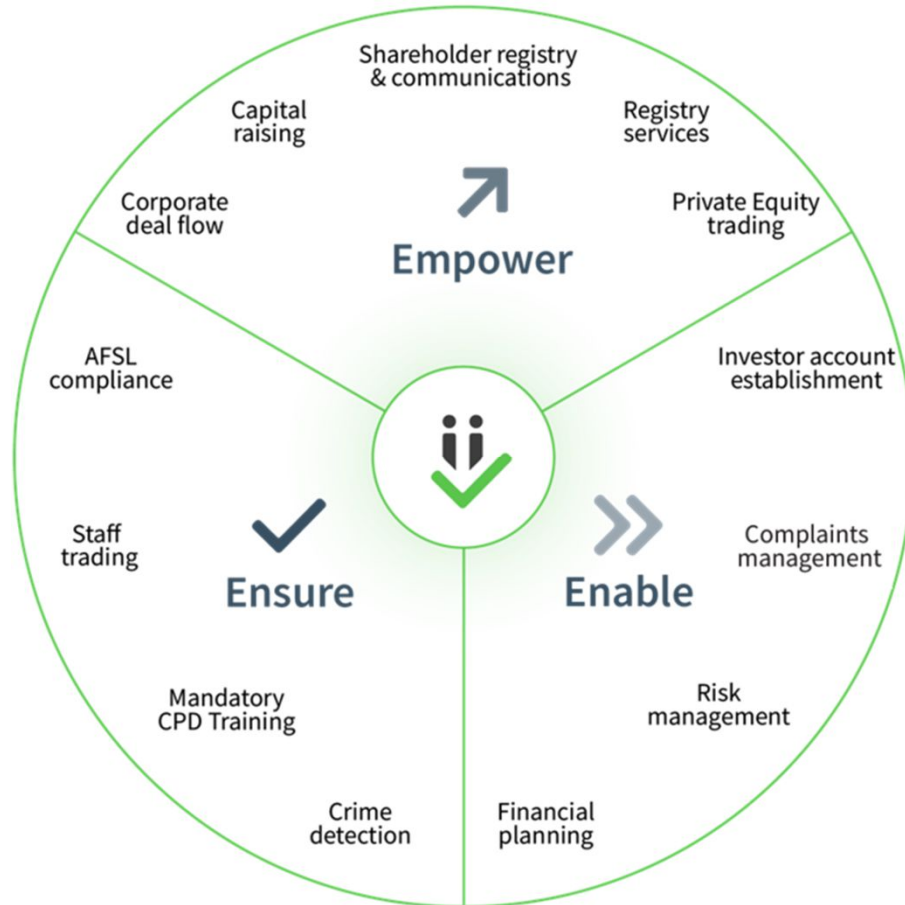 Shareholder registry
& communications
Capital
raising
Registry
services
Corporate
deal flow
Private Equity
trading
Empower
AFSL
compliance
Investor account
establishment
Staff
trading
Complaints
management
Ensure
Enable
Mandatory
CPD Training
Risk
management
Crime
detection
Financial
planning